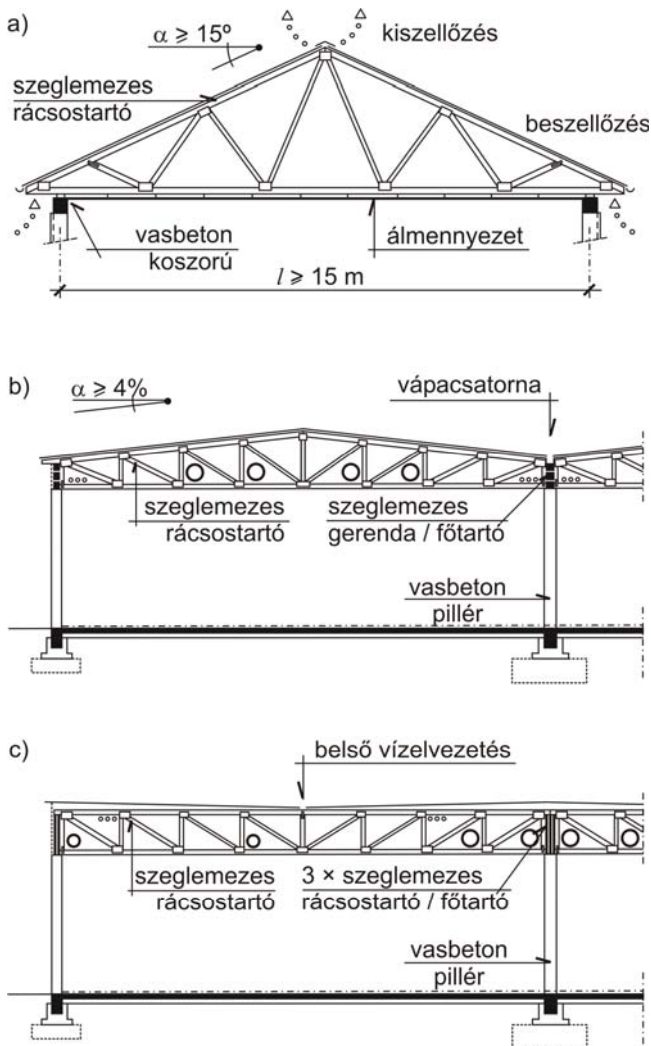 a)
α ⩾ 15º
kiszellőzés
szeglemezes
rácsostartó
beszellőzés
vasbeton
koszorú
álmennyezet
l ⩾ 15 m
b)
α ⩾ 4%
vápacsatorna
szeglemezes
rácsostartó
szeglemezes
gerenda / főtartó
vasbeton
pillér
c)
belső vízelvezetés
szeglemezes
rácsostartó
3 × szeglemezes
rácsostartó / főtartó
vasbeton
pillér